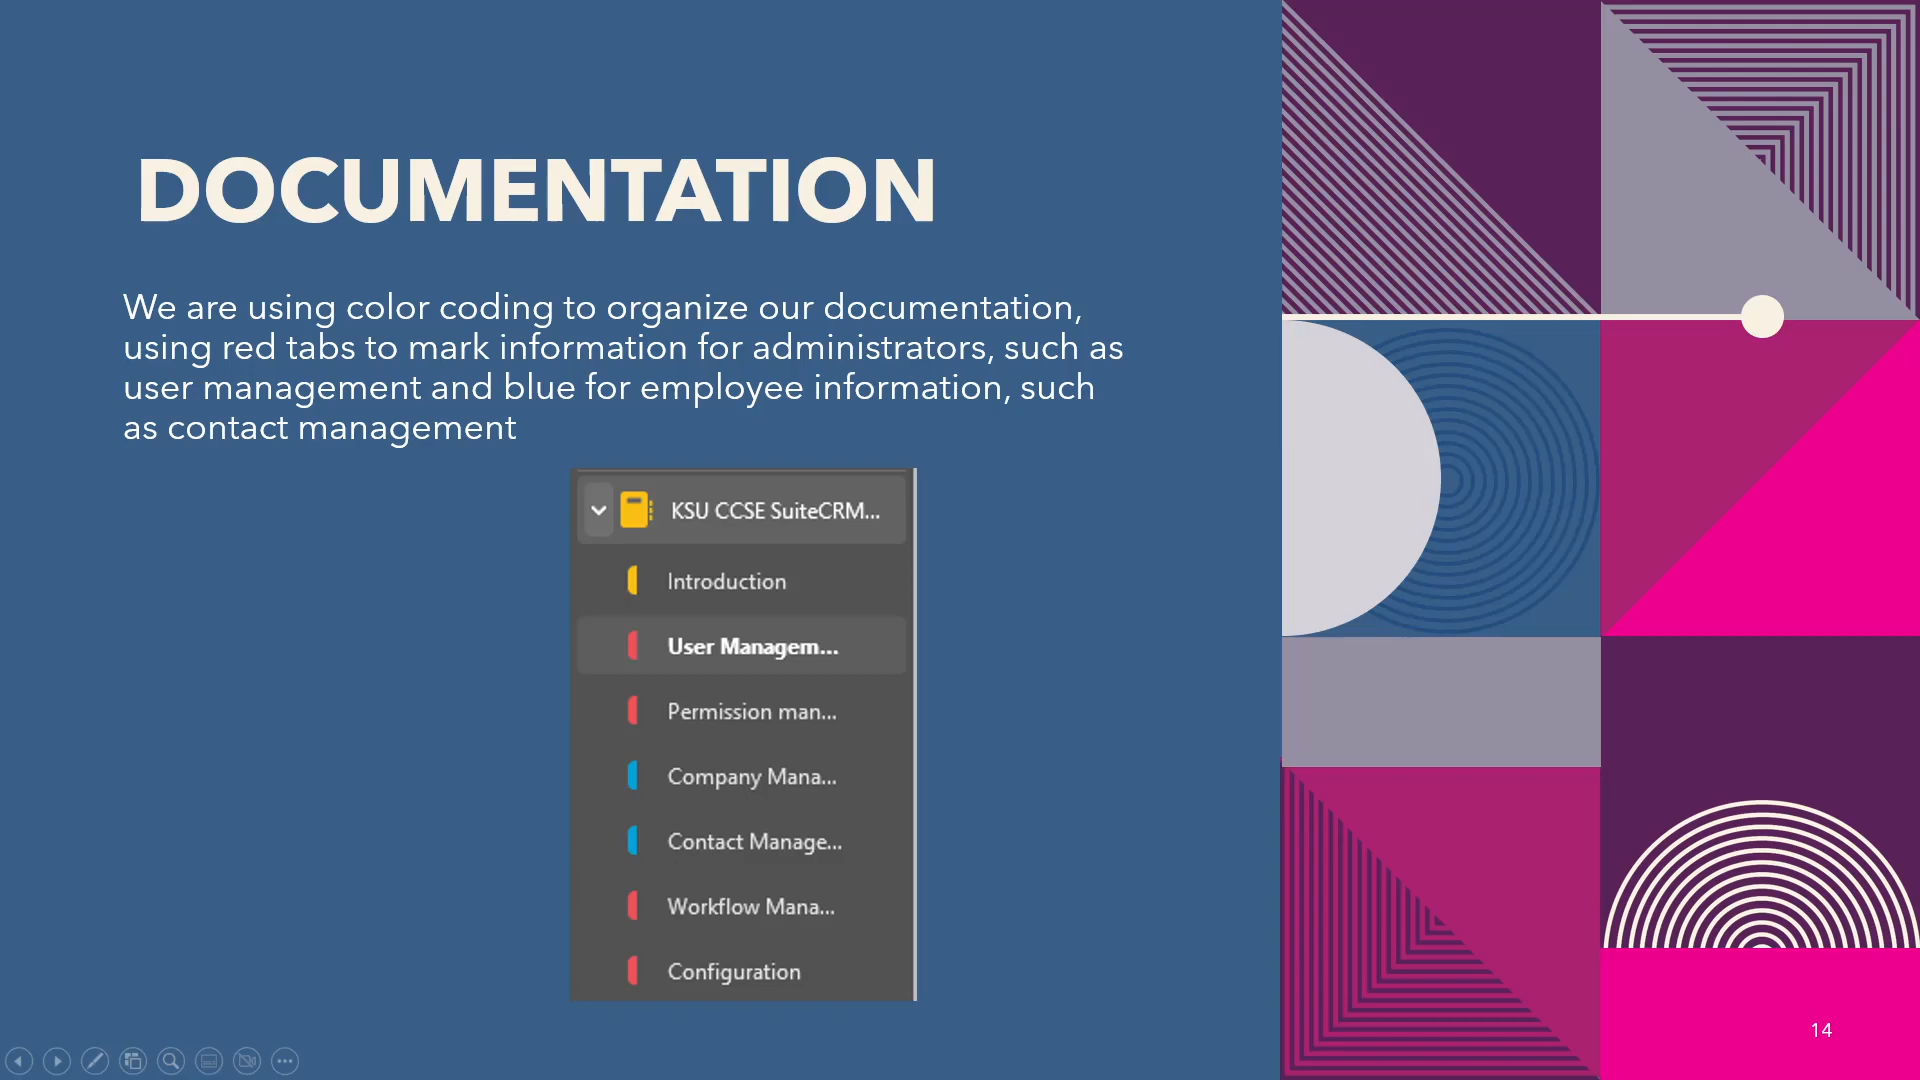 DOCUMENTATION
We are using color coding to organize our documentation,
using red tabs to mark information for administrators, such as
user management and blue for employee information, such
as contact management
KSU CCSE SuiteCRM...
Introduction
User Managem...
Permission man...
Company Mana...
Contact Manage...
Workflow Mana...
Configuration
14